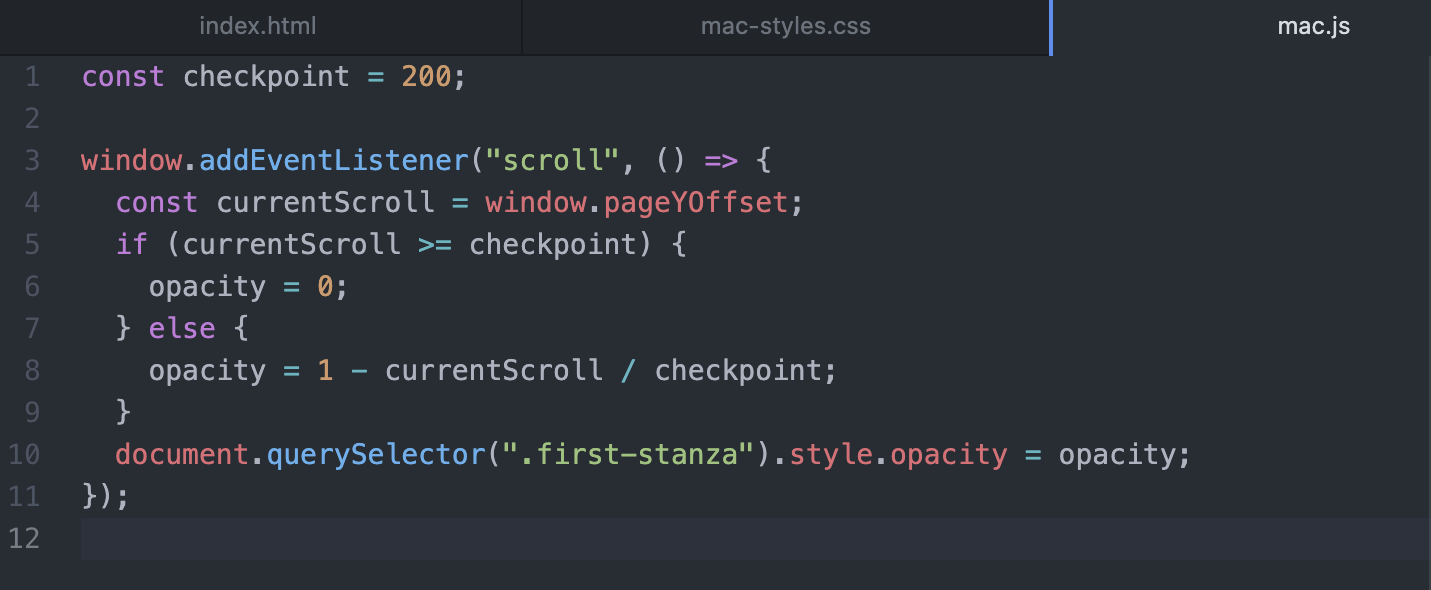 index.html mac-styles.css mac.js
1 const checkpoint = 200;
2
3 window.addEventListener("scroll", () => {
4   const currentScroll = window.pageYOffset;
5   if (currentScroll >= checkpoint) {
6     opacity = 0;
7   } else {
8     opacity = 1 - currentScroll / checkpoint;
9   }
10   document.querySelector(".first-stanza").style.opacity = opacity;
11 });
12